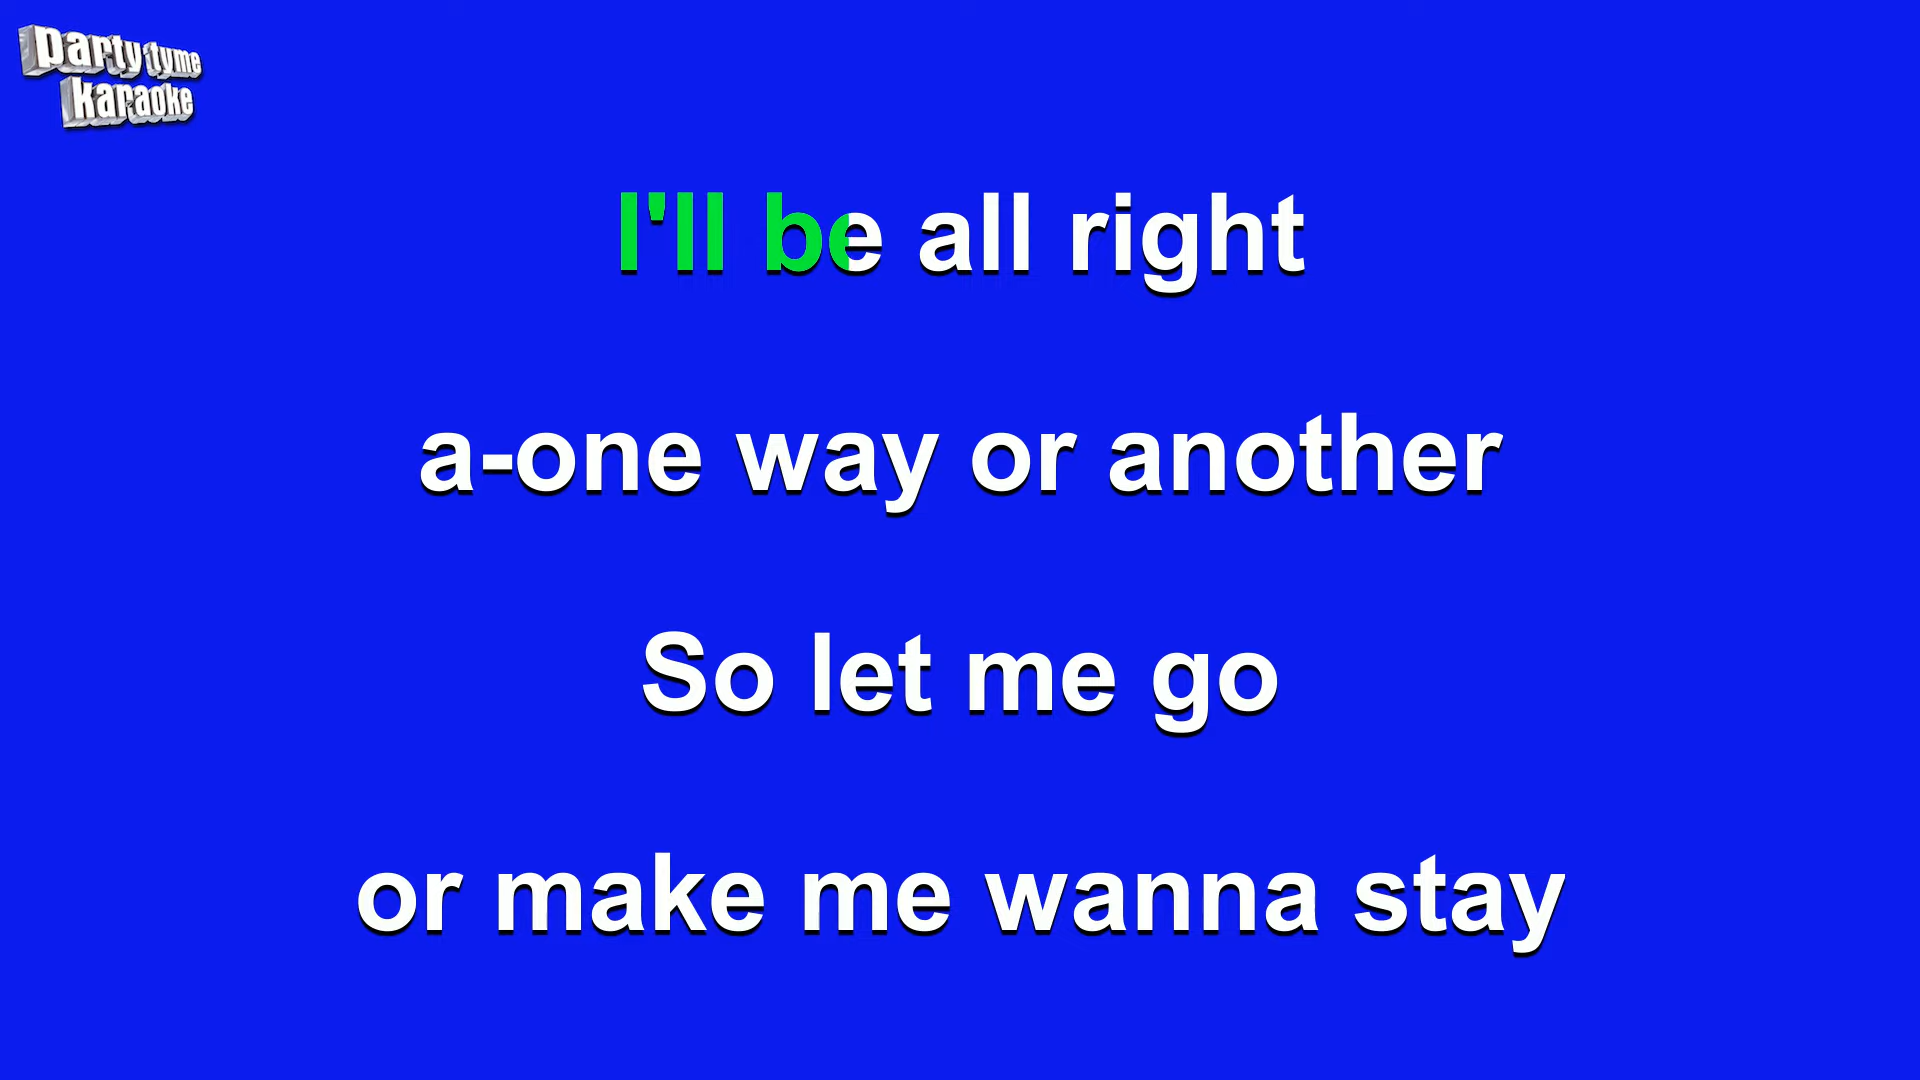 party tyme
karaoke
I'll be all right
a-one way or another
So let me go
or make me wanna stay